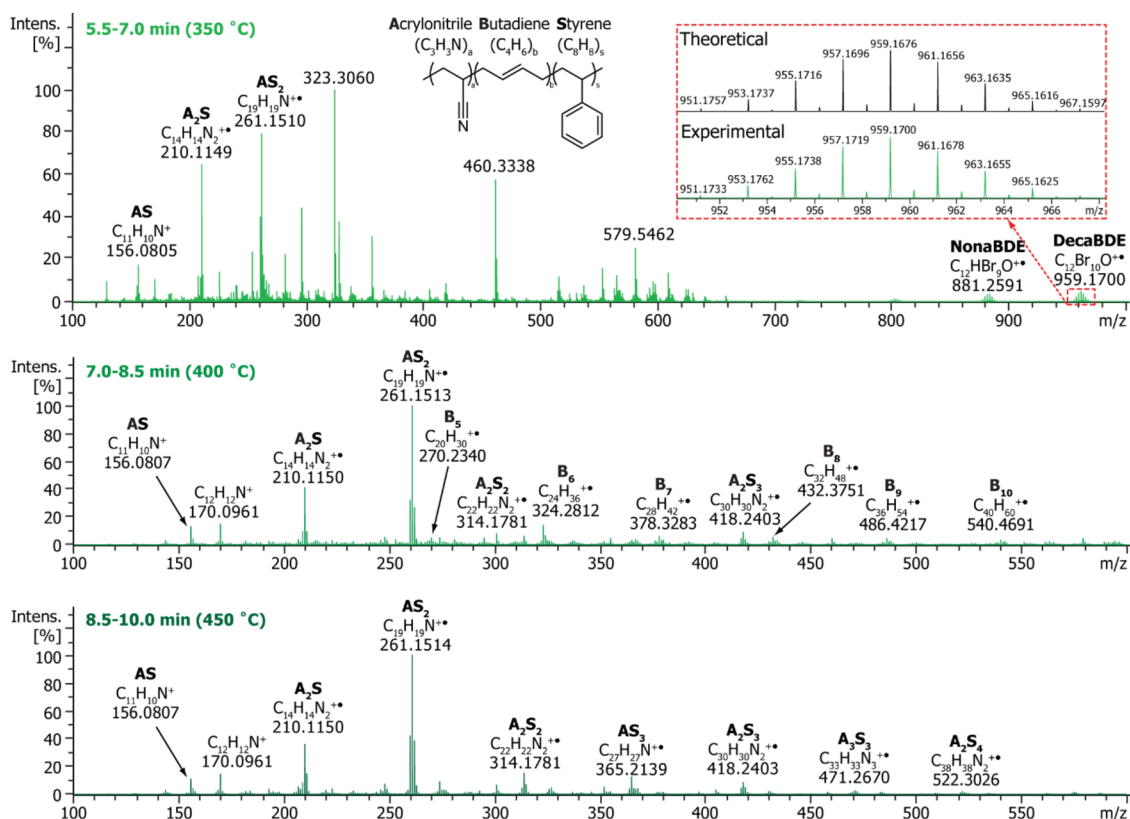 Intens.
[%]
5.5-7.0 min (350 ˚C)
Acrylonitrile Butadiene Styrene
(C₃H₃N)ₐ (C₄H₆)b (C₈H₈)ₛ
a b s
N
100
80
60
40
20
0
AS
C₁₁H₁₀N⁺
156.0805
A₂S
C₁₄H₁₄N₂⁺•
210.1149
AS₂
C₁₉H₁₉N⁺•
261.1510
323.3060
460.3338
579.5462
NonaBDE
C₁₂HBr₉O⁺•
881.2591
DecaBDE
C₁₂Br₁₀O⁺•
959.1700
100 200 300 400 500 600 700 800 900 m/z
Theoretical
951.1757 953.1737 955.1716 957.1696 959.1676 961.1656 963.1635 965.1616 967.1597
Experimental
951.1733 953.1762 955.1738 957.1719 959.1700 961.1678 963.1655 965.1625
952 954 956 958 960 962 964 966 m/z
Intens.
[%]
7.0-8.5 min (400 ˚C)
100
80
60
40
20
0
AS
C₁₁H₁₀N⁺
156.0807
C₁₂H₁₂N⁺
170.0961
A₂S
C₁₄H₁₄N₂⁺•
210.1150
AS₂
C₁₉H₁₉N⁺•
261.1513
B₅
C₂₀H₃₀⁺•
270.2340
A₂S₂
C₂₂H₂₂N₂⁺•
314.1781
B₆
C₂₄H₃₆⁺•
324.2812
B₇
C₂₈H₄₂⁺•
378.3283
A₂S₃
C₃₀H₃₀N₂⁺•
418.2403
B₈
C₃₂H₄₈⁺•
432.3751
B₉
C₃₆H₅₄⁺•
486.4217
B₁₀
C₄₀H₆₀⁺•
540.4691
100 150 200 250 300 350 400 450 500 550 m/z
Intens.
[%]
8.5-10.0 min (450 ˚C)
100
80
60
40
20
0
AS
C₁₁H₁₀N⁺
156.0807
C₁₂H₁₂N⁺
170.0961
A₂S
C₁₄H₁₄N₂⁺•
210.1150
AS₂
C₁₉H₁₉N⁺•
261.1514
A₂S₂
C₂₂H₂₂N₂⁺•
314.1781
AS₃
C₂₇H₂₇N⁺•
365.2139
A₂S₃
C₃₀H₃₀N₂⁺•
418.2403
A₃S₃
C₃₃H₃₃N₃⁺•
471.2670
A₂S₄
C₃₈H₃₈N₂⁺•
522.3026
100 150 200 250 300 350 400 450 500 550 m/z